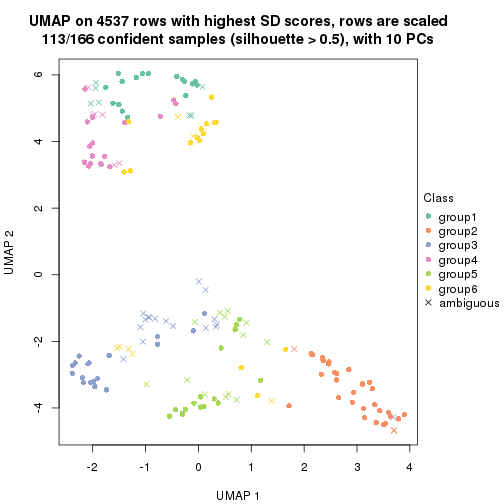 UMAP on 4537 rows with highest SD scores, rows are scaled
113/166 confident samples (silhouette > 0.5), with 10 PCs
6
4
2
0
-2
-4
UMAP 2
-2
-1
0
1
2
3
4
UMAP 1
Class
group1
group2
group3
group4
group5
group6
ambiguous